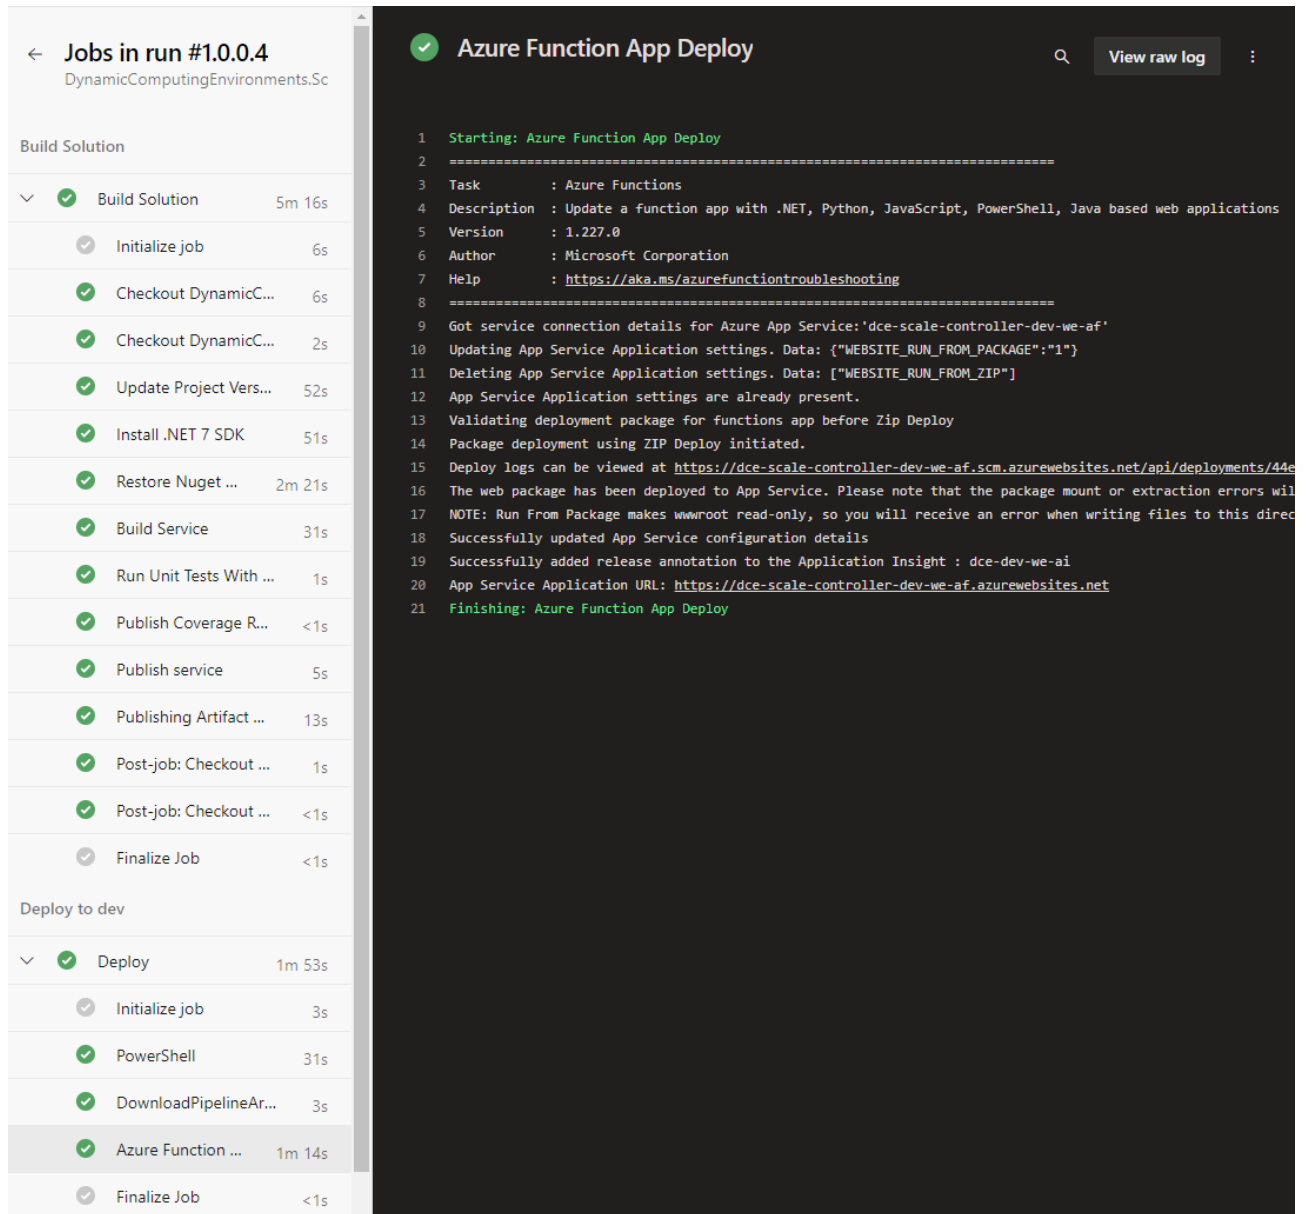 Jobs in run #1.0.0.4
DynamicComputingEnvironments.Sc
Build Solution
Build Solution 5m 16s
Initialize job 6s
Checkout DynamicC... 6s
Checkout DynamicC... 2s
Update Project Vers... 52s
Install .NET 7 SDK 51s
Restore Nuget ... 2m 21s
Build Service 31s
Run Unit Tests With ... 1s
Publish Coverage R... <1s
Publish service 5s
Publishing Artifact ... 13s
Post-job: Checkout ... 1s
Post-job: Checkout ... <1s
Finalize Job <1s
Deploy to dev
Deploy 1m 53s
Initialize job 3s
PowerShell 31s
DownloadPipelineAr... 3s
Azure Function ... 1m 14s
Finalize Job <1s
Azure Function App Deploy
View raw log
1 Starting: Azure Function App Deploy
2 ==============================================================================
3 Task : Azure Functions
4 Description : Update a function app with .NET, Python, JavaScript, PowerShell, Java based web applications
5 Version : 1.227.0
6 Author : Microsoft Corporation
7 Help : https://aka.ms/azurefunctiontroubleshooting
8 ==============================================================================
9 Got service connection details for Azure App Service:'dce-scale-controller-dev-we-af'
10 Updating App Service Application settings. Data: {"WEBSITE_RUN_FROM_PACKAGE":"1"}
11 Deleting App Service Application settings. Data: ["WEBSITE_RUN_FROM_ZIP"]
12 App Service Application settings are already present.
13 Validating deployment package for functions app before Zip Deploy
14 Package deployment using ZIP Deploy initiated.
15 Deploy logs can be viewed at https://dce-scale-controller-dev-we-af.scm.azurewebsites.net/api/deployments/44e
16 The web package has been deployed to App Service. Please note that the package mount or extraction errors wil
17 NOTE: Run From Package makes wwwroot read-only, so you will receive an error when writing files to this direc
18 Successfully updated App Service configuration details
19 Successfully added release annotation to the Application Insight : dce-dev-we-ai
20 App Service Application URL: https://dce-scale-controller-dev-we-af.azurewebsites.net
21 Finishing: Azure Function App Deploy